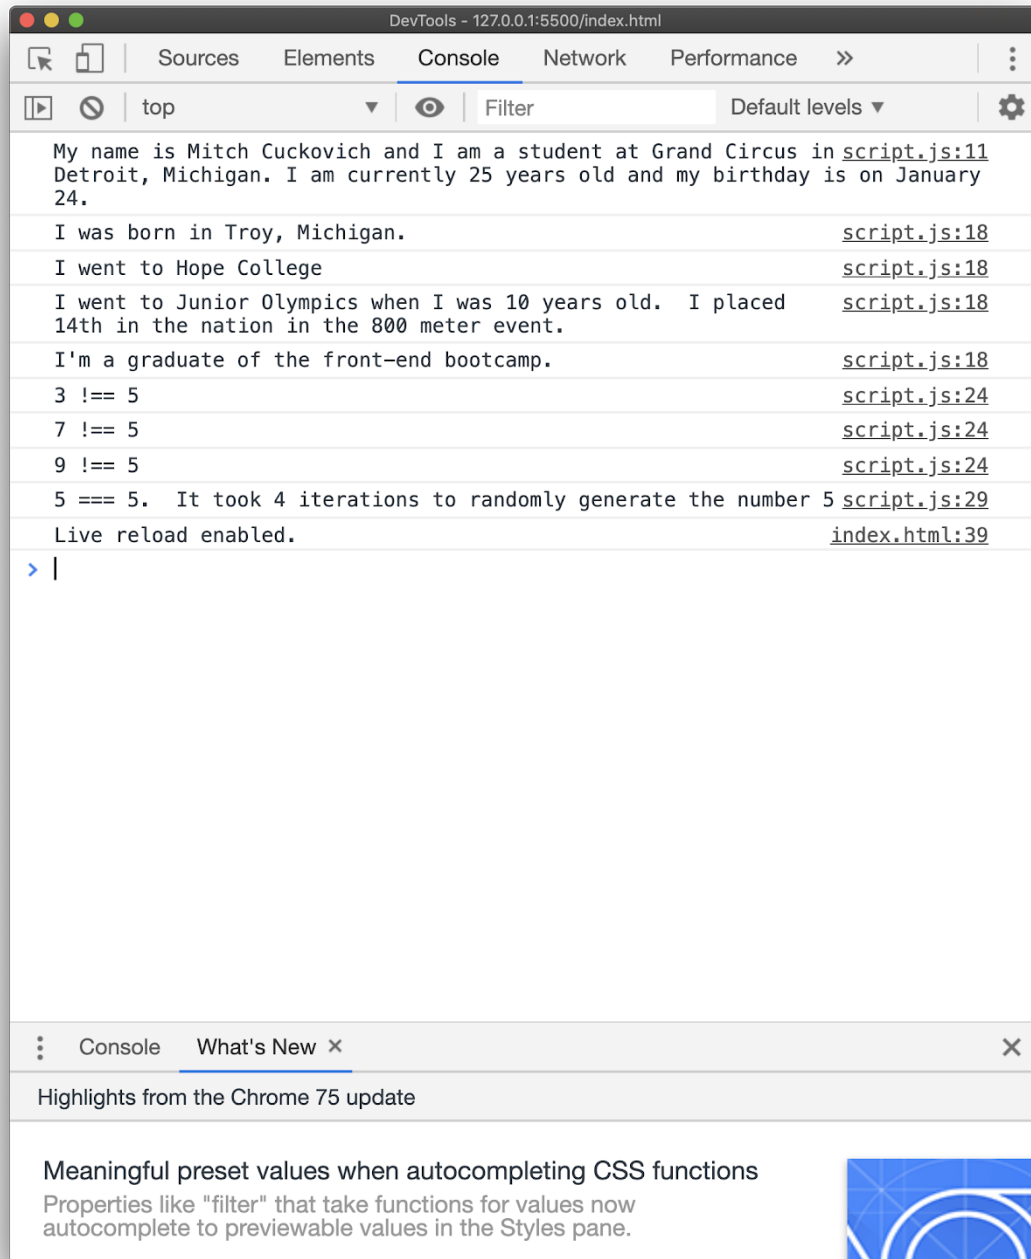 DevTools - 127.0.0.1:5500/index.html
Sources Elements Console Network Performance »
top ▼ Filter Default levels ▼
My name is Mitch Cuckovich and I am a student at Grand Circus in script.js:11
Detroit, Michigan. I am currently 25 years old and my birthday is on January
24.
I was born in Troy, Michigan. script.js:18
I went to Hope College script.js:18
I went to Junior Olympics when I was 10 years old.  I placed script.js:18
14th in the nation in the 800 meter event.
I'm a graduate of the front-end bootcamp. script.js:18
3 !== 5 script.js:24
7 !== 5 script.js:24
9 !== 5 script.js:24
5 === 5.  It took 4 iterations to randomly generate the number 5 script.js:29
Live reload enabled. index.html:39
>
Console What's New ×
Highlights from the Chrome 75 update
Meaningful preset values when autocompleting CSS functions
Properties like "filter" that take functions for values now
autocomplete to previewable values in the Styles pane.